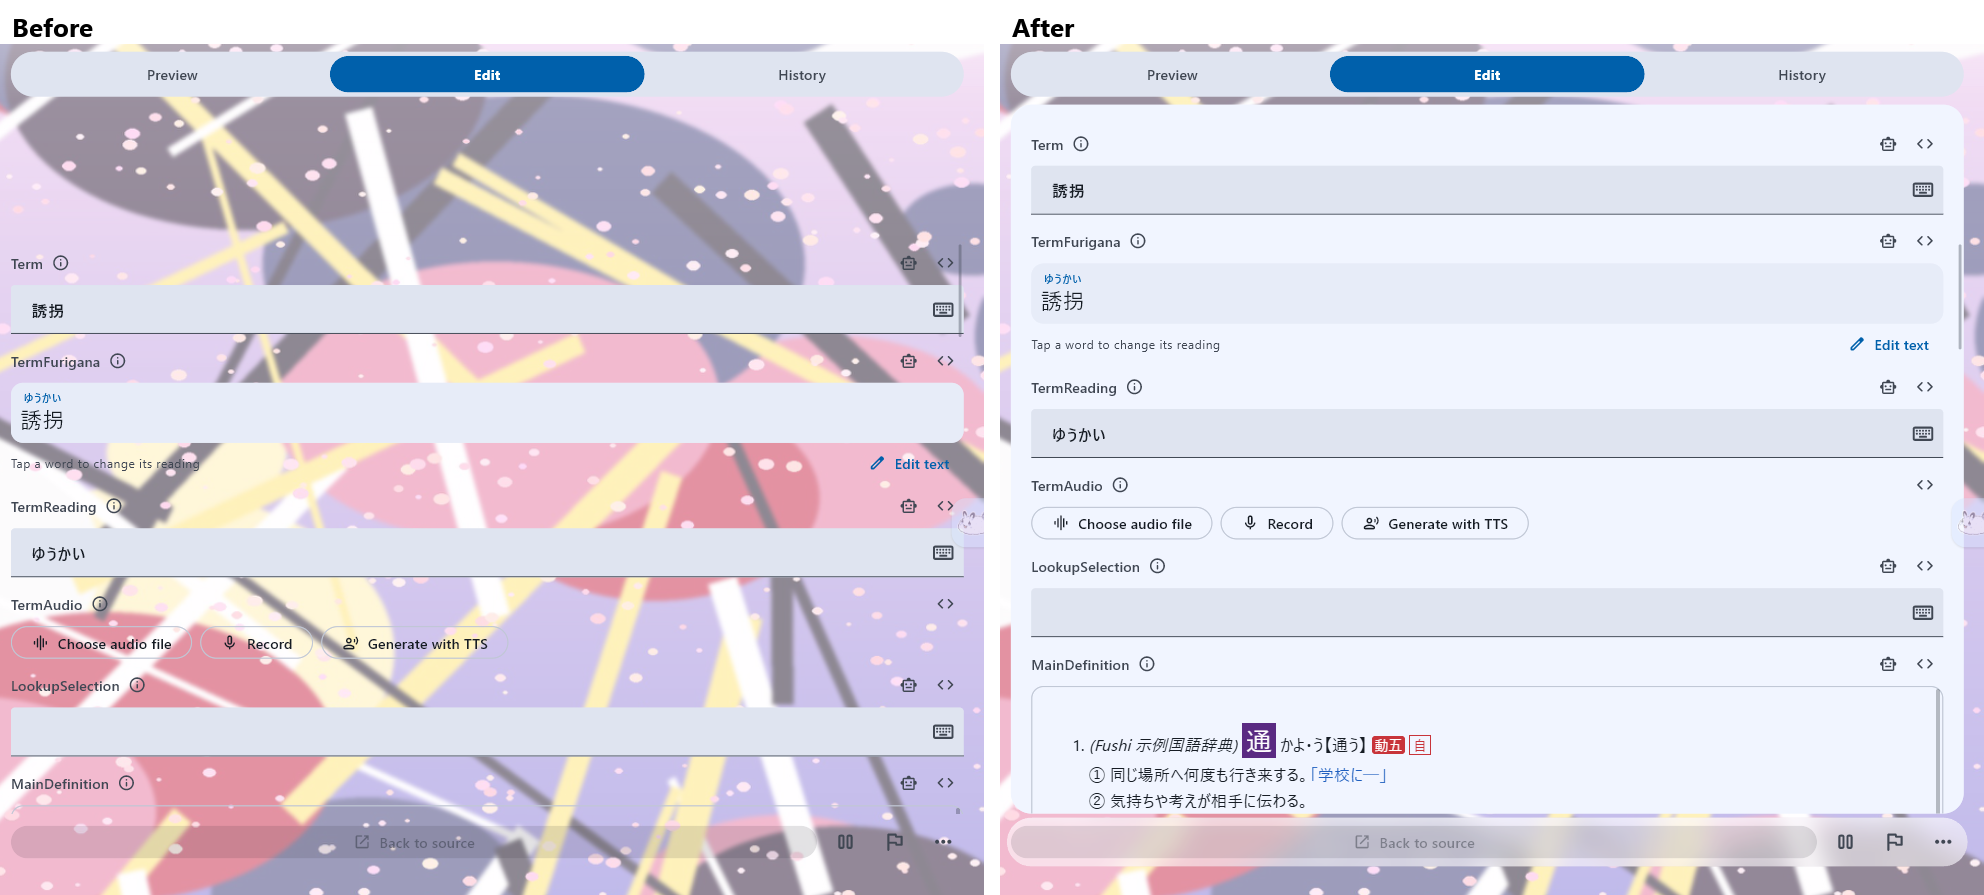 Before
Preview
Edit
History
Term
誘拐
TermFurigana
ゆうかい
誘拐
Tap a word to change its reading
Edit text
TermReading
ゆうかい
TermAudio
Choose audio file
Record
Generate with TTS
LookupSelection
MainDefinition
Back to source
After
Preview
Edit
History
Term
誘拐
TermFurigana
ゆうかい
誘拐
Tap a word to change its reading
Edit text
TermReading
ゆうかい
TermAudio
Choose audio file
Record
Generate with TTS
LookupSelection
MainDefinition
1. (Fushi 示例国語辞典) 通 かよ・う【通う】 動五 自
① 同じ場所へ何度も行き来する。「学校に―」
② 気持ちや考えが相手に伝わる。
Back to source